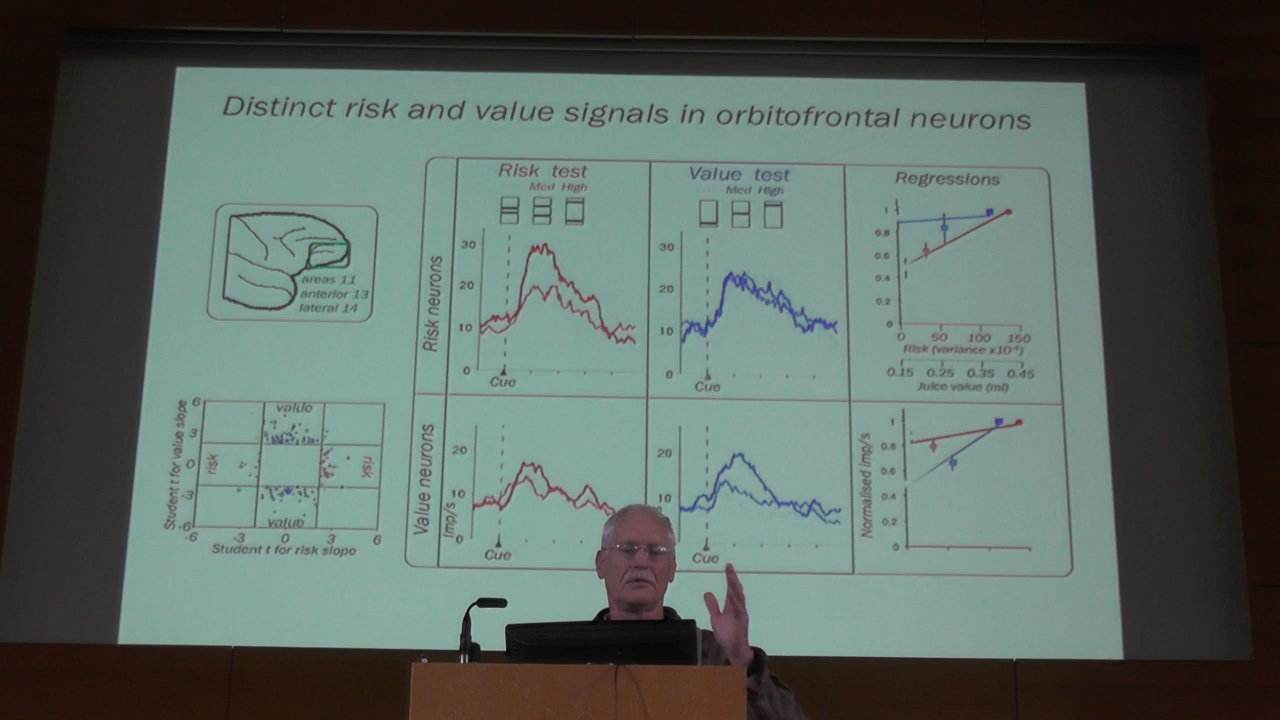 Distinct risk and value signals in orbitofrontal neurons
areas 11
anterior 13
lateral 14
Risk test
Med High
Value test
Med High
Regressions
Risk neurons
30
20
10
0
Cue
30
20
10
0
Cue
1
0.8
0.6
0.4
0.2
0
0 50 100 150
Risk (variance x10⁻⁴)
0.15 0.25 0.35 0.45
Juice value (ml)
Value neurons
Imp/s
20
10
0
Cue
20
10
Cue
Normalised imp/s
1
0.8
0.6
0.4
0.2
0
Student t for value slope
6
3
0
-3
-6
value
risk
risk
value
-6 -3 0 3 6
Student t for risk slope